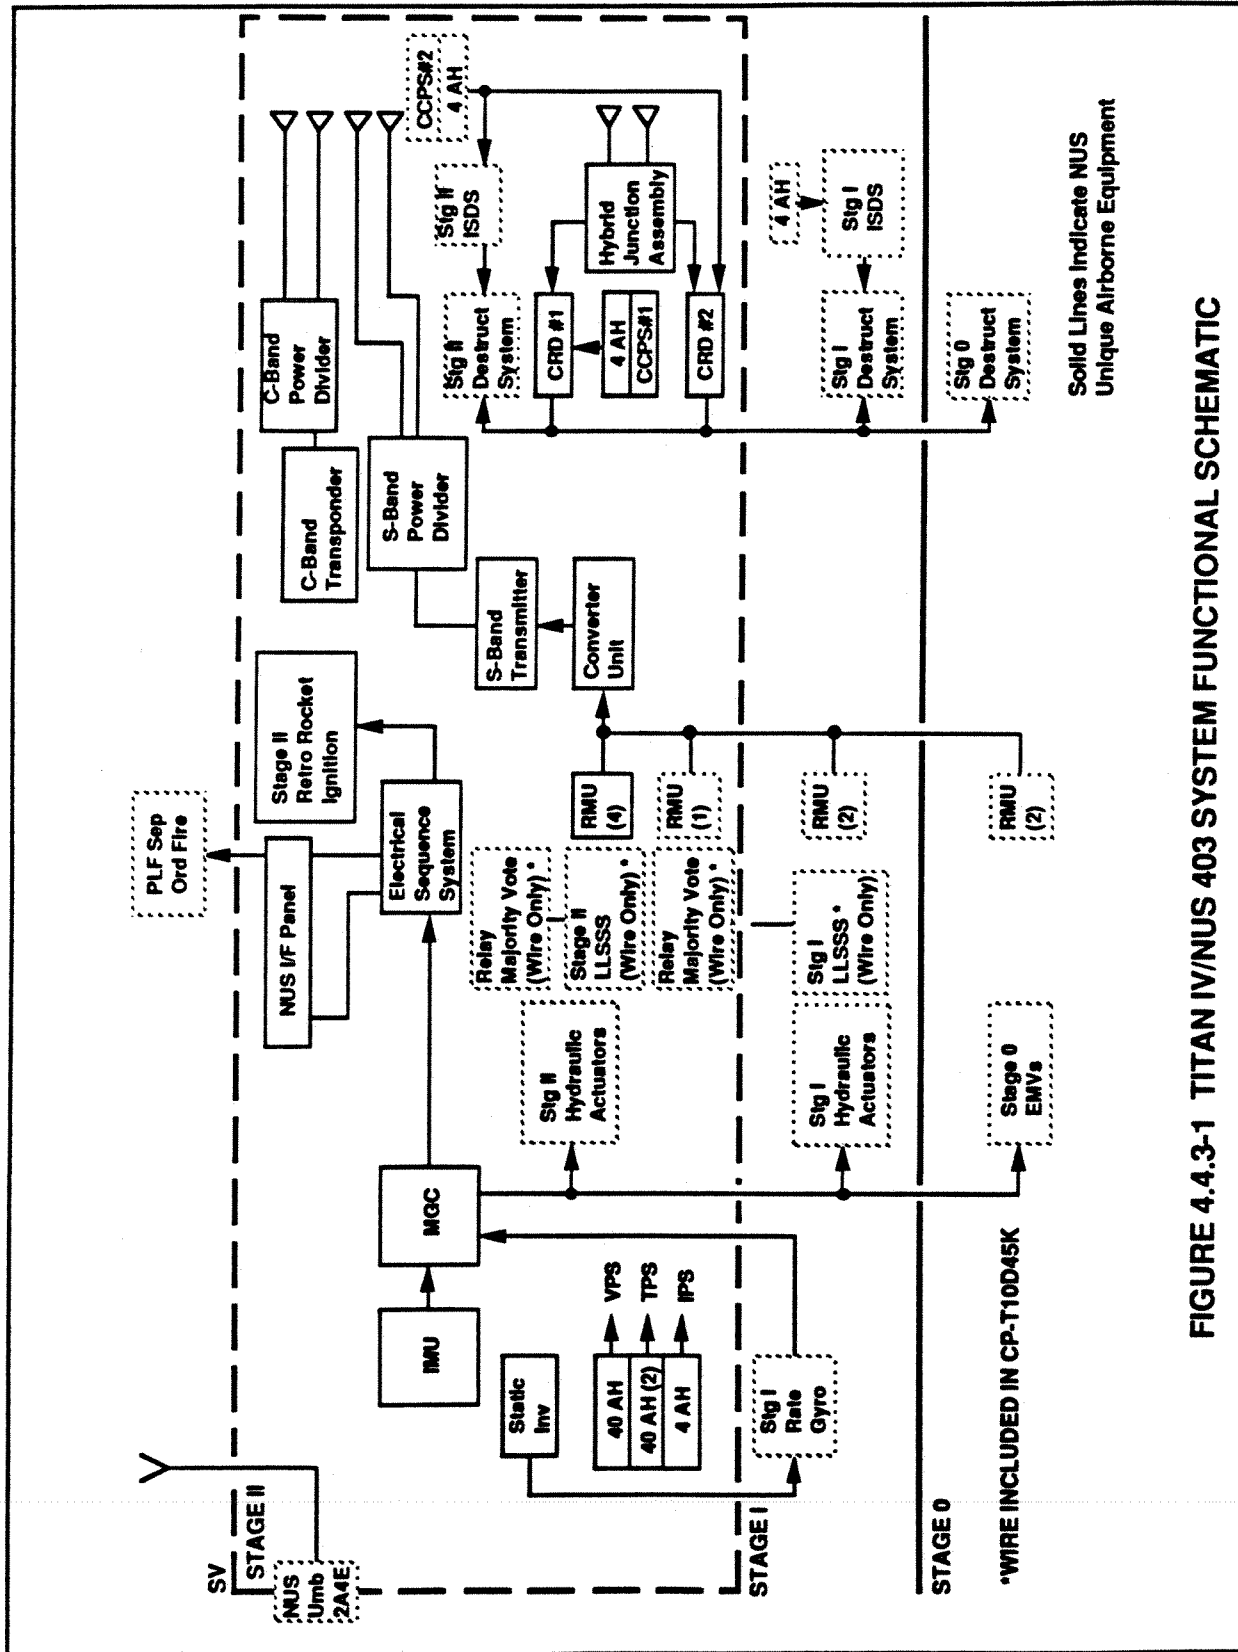 SV
STAGE II
NUS
Umb
2A4E
PLF Sep
Ord Fire
NUS I/F Panel
Stage II
Retro Rocket
Ignition
C-Band
Transponder
C-Band
Power
Divider
IMU
MGC
Electrical
Sequence
System
S-Band
Power
Divider
CCPS#2
4 AH
Static
Inv
Stg II
Hydraulic
Actuators
Relay
Majority Vote
(Wire Only) *
Stage II
LLSSS
(Wire Only) *
Relay
Majority Vote
(Wire Only) *
S-Band
Transmitter
Converter
Unit
RMU
(4)
RMU
(1)
Stg II
Destruct
System
Stg II
ISDS
CRD #1
4 AH
CCPS#1
CRD #2
Hybrid
Junction
Assembly
40 AH
VPS
40 AH (2)
TPS
4 AH
IPS
STAGE I
Stg I
Rate
Gyro
Stg I
Hydraulic
Actuators
Stg I
LLSSS *
(Wire Only)
RMU
(2)
Stg I
Destruct
System
4 AH
Stg I
ISDS
STAGE 0
Stage 0
EMVs
RMU
(2)
Stg 0
Destruct
System
*WIRE INCLUDED IN CP-T10D45K
Solid Lines Indicate NUS
Unique Airborne Equipment
FIGURE 4.4.3-1 TITAN IV/NUS 403 SYSTEM FUNCTIONAL SCHEMATIC